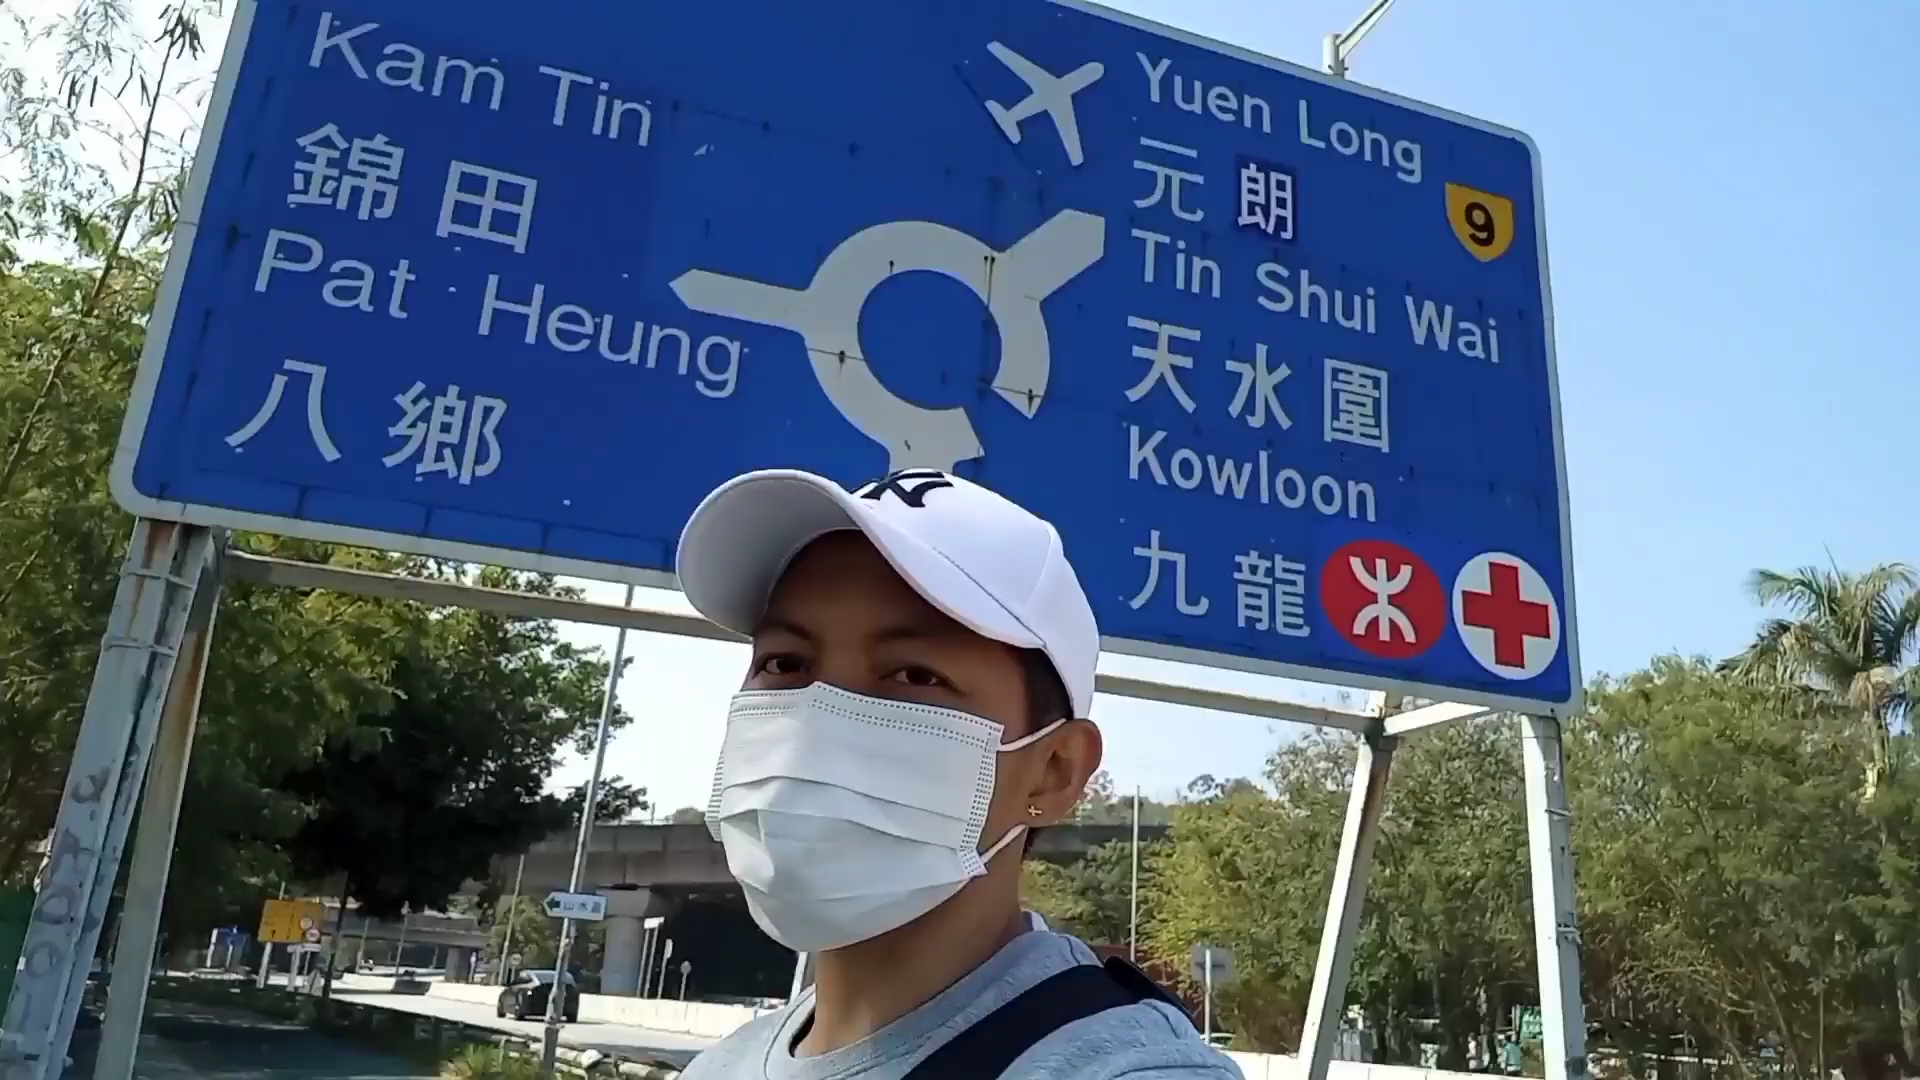 Kam Tin
錦田
Pat Heung
八鄉
Yuen Long
元朗
9
Tin Shui Wai
天水圍
Kowloon
九龍
NY